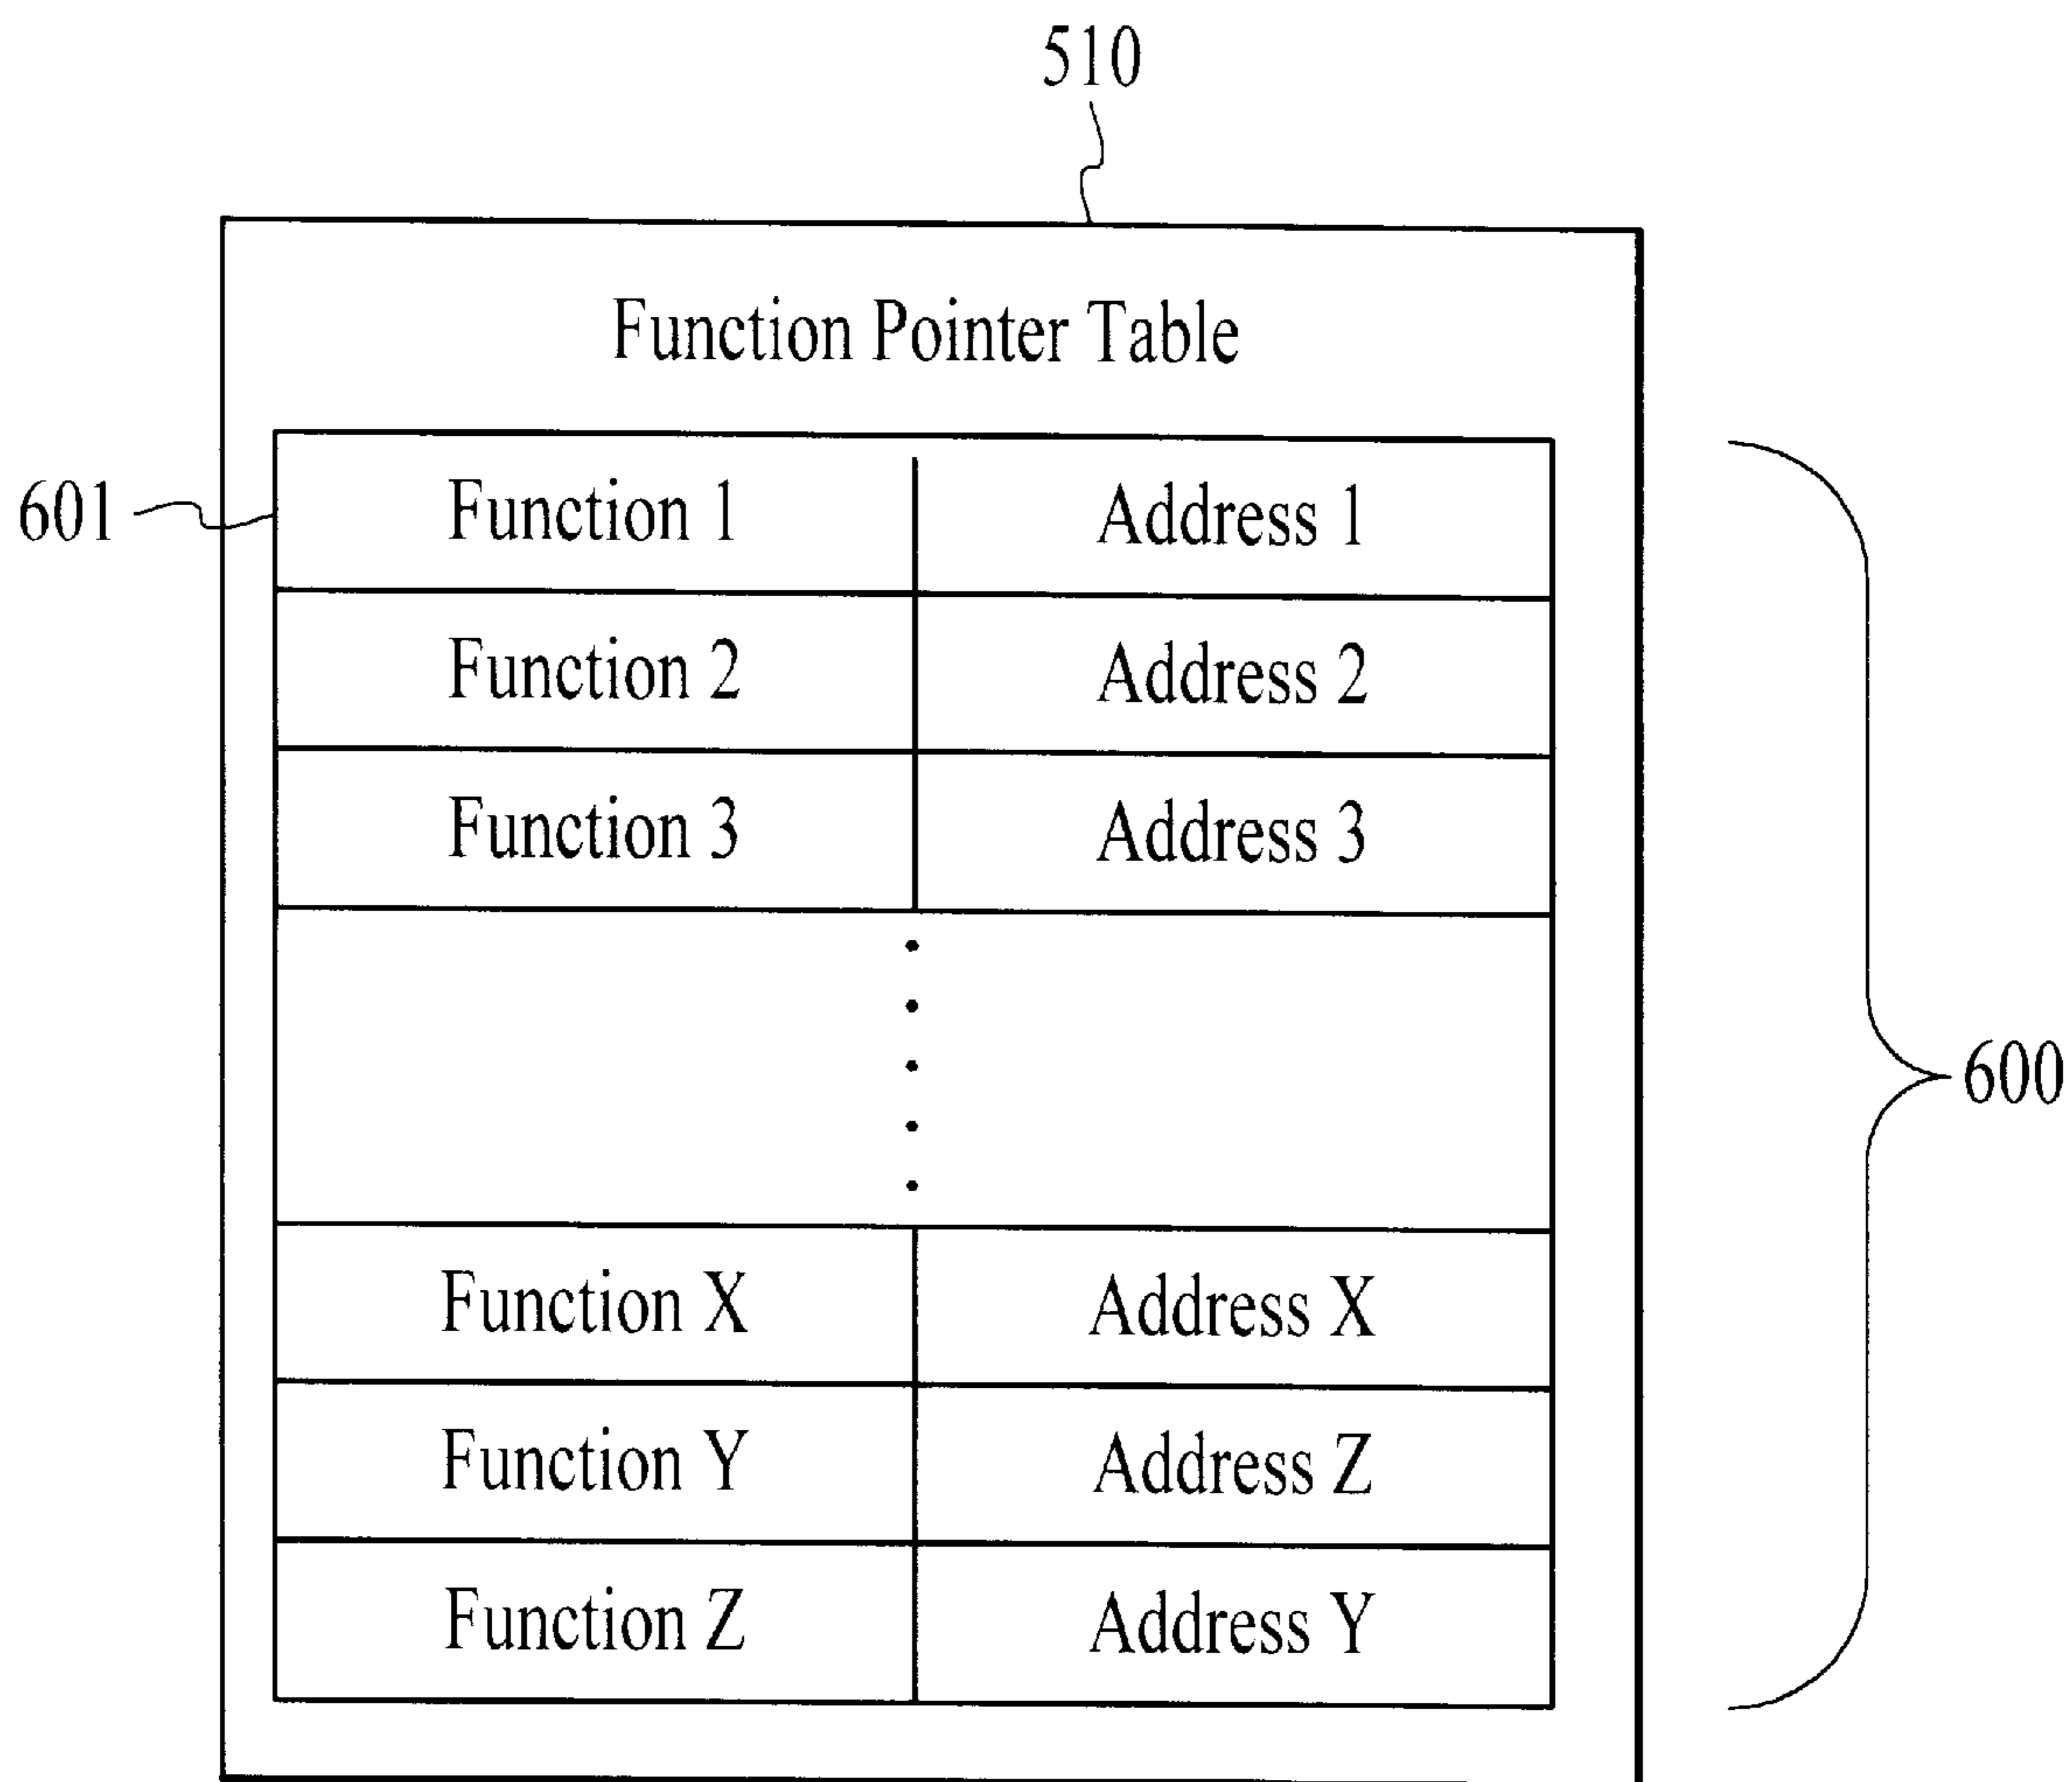 510
Function Pointer Table
601
Function 1 Address 1
Function 2 Address 2
Function 3 Address 3
600
Function X Address X
Function Y Address Z
Function Z Address Y